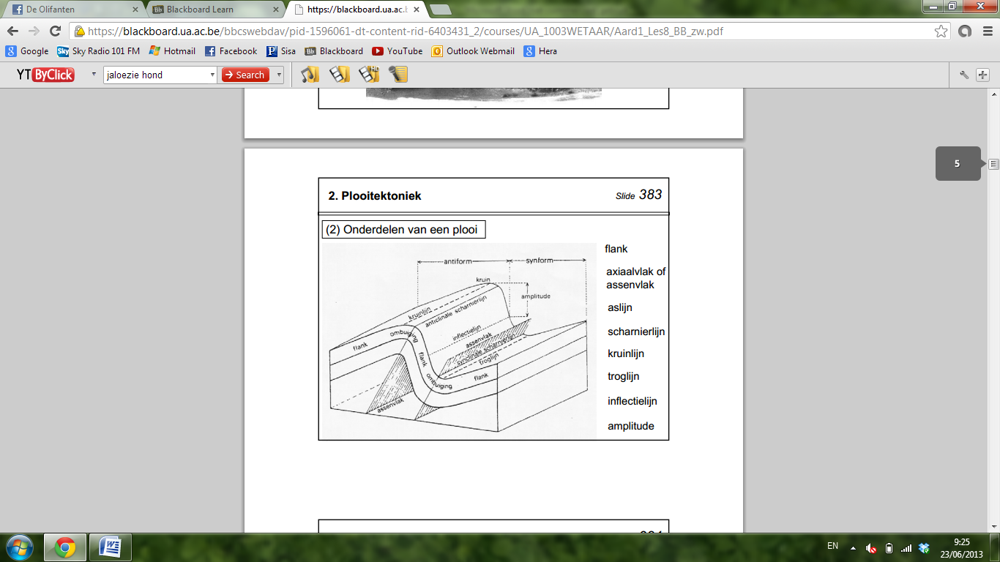 De Olifanten
Blackboard Learn
https://blackboard.ua.ac.b
https://blackboard.ua.ac.be/bbcswebdav/pid-1596061-dt-content-rid-6403431_2/courses/UA_1003WETAAR/Aard1_Les8_BB_zw.pdf
Google Sky Radio 101 FM Hotmail Facebook Sisa Blackboard YouTube Outlook Webmail Hera
YT ByClick jaloezie hond Search
5
2. Plooitektoniek
Slide 383
(2) Onderdelen van een plooi
antiform
synform
kruin
amplitude
kruinlijn
anticlinale scharnierlijn
inflectielijn
assenvlak
synclinale scharnierlijn
troglijn
flank
ombuiging
flank
ombuiging
flank
assenvlak
flank
axiaalvlak of
assenvlak
aslijn
scharnierlijn
kruinlijn
troglijn
inflectielijn
amplitude
EN
9:25
23/06/2013